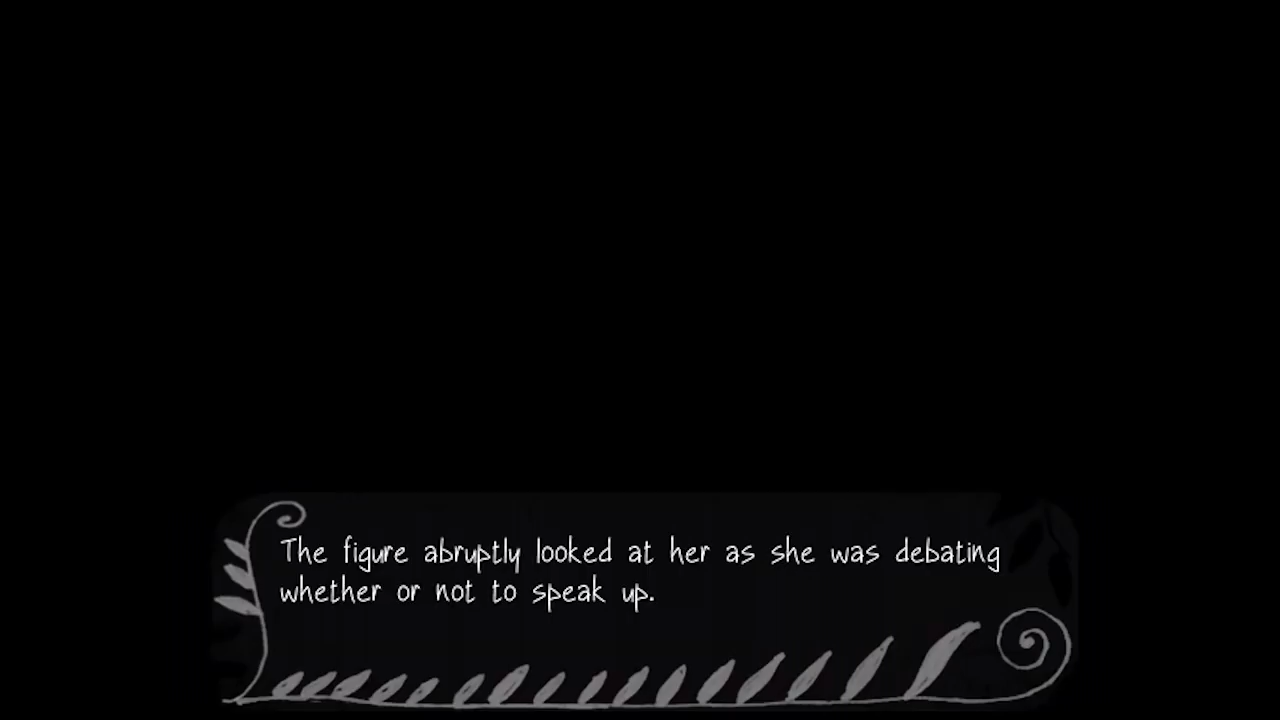 The figure abruptly looked at her as she was debating
whether or not to speak up.